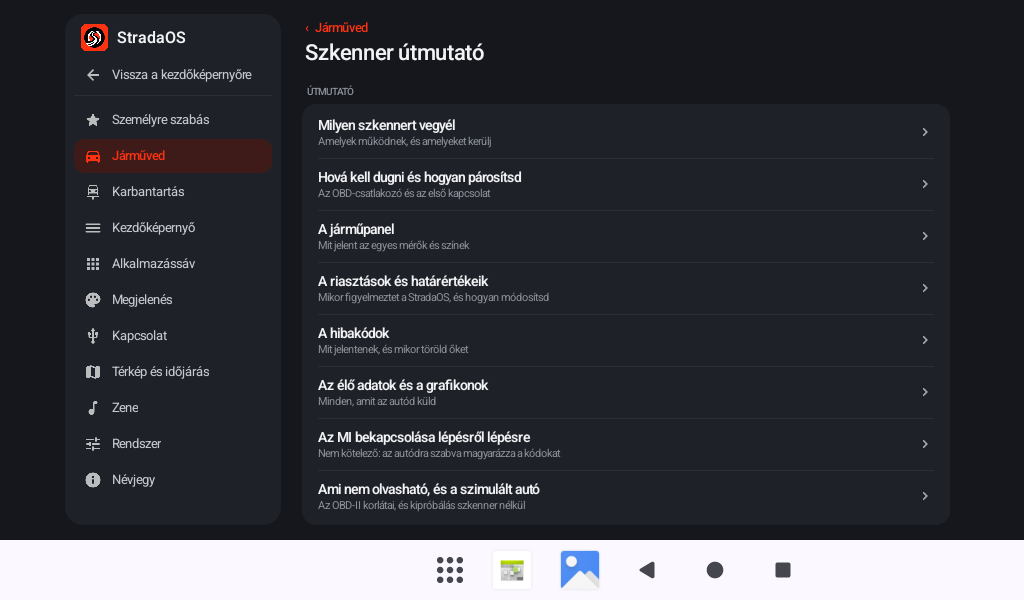 StradaOS
Vissza a kezdőképernyőre
Személyre szabás
Járműved
Karbantartás
Kezdőképernyő
Alkalmazássáv
Megjelenés
Kapcsolat
Térkép és időjárás
Zene
Rendszer
Névjegy
‹ Járműved
Szkenner útmutató
ÚTMUTATÓ
Milyen szkennert vegyél
Amelyek működnek, és amelyeket kerülj
Hová kell dugni és hogyan párosítsd
Az OBD-csatlakozó és az első kapcsolat
A járműpanel
Mit jelent az egyes mérők és színek
A riasztások és határértékeik
Mikor figyelmeztet a StradaOS, és hogyan módosítsd
A hibakódok
Mit jelentenek, és mikor töröld őket
Az élő adatok és a grafikonok
Minden, amit az autód küld
Az MI bekapcsolása lépésről lépésre
Nem kötelező: az autódra szabva magyarázza a kódokat
Ami nem olvasható, és a szimulált autó
Az OBD-II korlátai, és kipróbálás szkenner nélkül